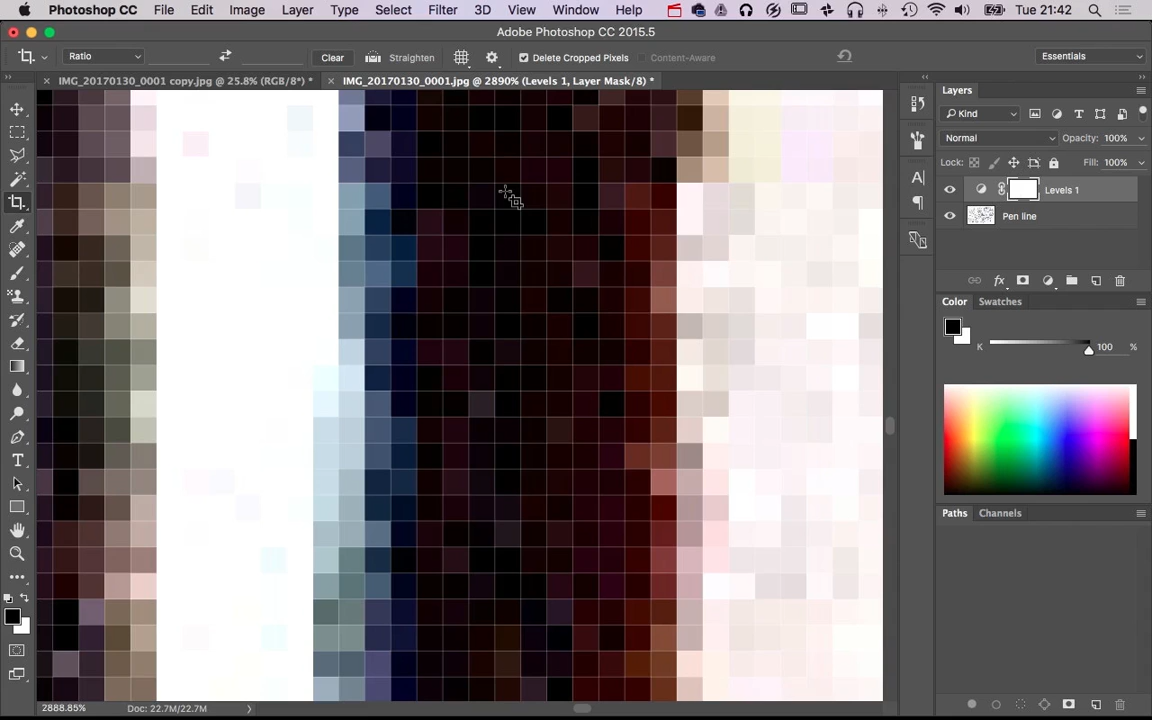 Photoshop CC File Edit Image Layer Type Select Filter 3D View Window Help Tue 21:42
Adobe Photoshop CC 2015.5
Ratio Clear Straighten Delete Cropped Pixels Content-Aware Essentials
IMG_20170130_0001 copy.jpg @ 25.8% (RGB/8*) * IMG_20170130_0001.jpg @ 2890% (Levels 1, Layer Mask/8) *
Layers
Kind
Normal Opacity: 100%
Lock: Fill: 100%
Levels 1
Pen line
fx
Color Swatches
K 100 %
Paths Channels
2888.85% Doc: 22.7M/22.7M